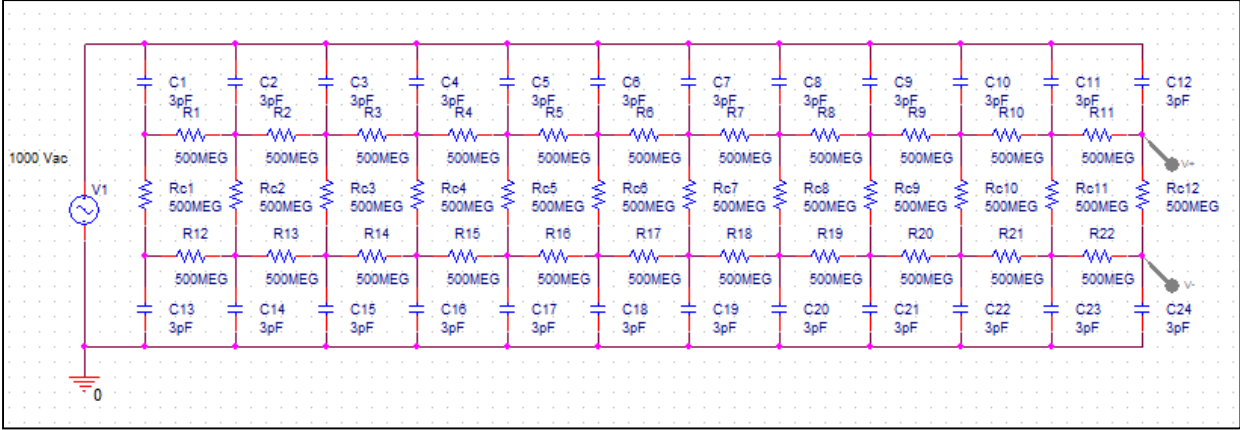 C1 C2 C3 C4 C5 C6 C7 C8 C9 C10 C11 C12
3pF 3pF 3pF 3pF 3pF 3pF 3pF 3pF 3pF 3pF 3pF 3pF
R1 R2 R3 R4 R5 R6 R7 R8 R9 R10 R11
1000 Vac 500MEG 500MEG 500MEG 500MEG 500MEG 500MEG 500MEG 500MEG 500MEG 500MEG 500MEG V+
V1 Rc1 Rc2 Rc3 Rc4 Rc5 Rc6 Rc7 Rc8 Rc9 Rc10 Rc11 Rc12
500MEG 500MEG 500MEG 500MEG 500MEG 500MEG 500MEG 500MEG 500MEG 500MEG 500MEG 500MEG
R12 R13 R14 R15 R16 R17 R18 R19 R20 R21 R22
500MEG 500MEG 500MEG 500MEG 500MEG 500MEG 500MEG 500MEG 500MEG 500MEG 500MEG V-
C13 C14 C15 C16 C17 C18 C19 C20 C21 C22 C23 C24
3pF 3pF 3pF 3pF 3pF 3pF 3pF 3pF 3pF 3pF 3pF 3pF
0